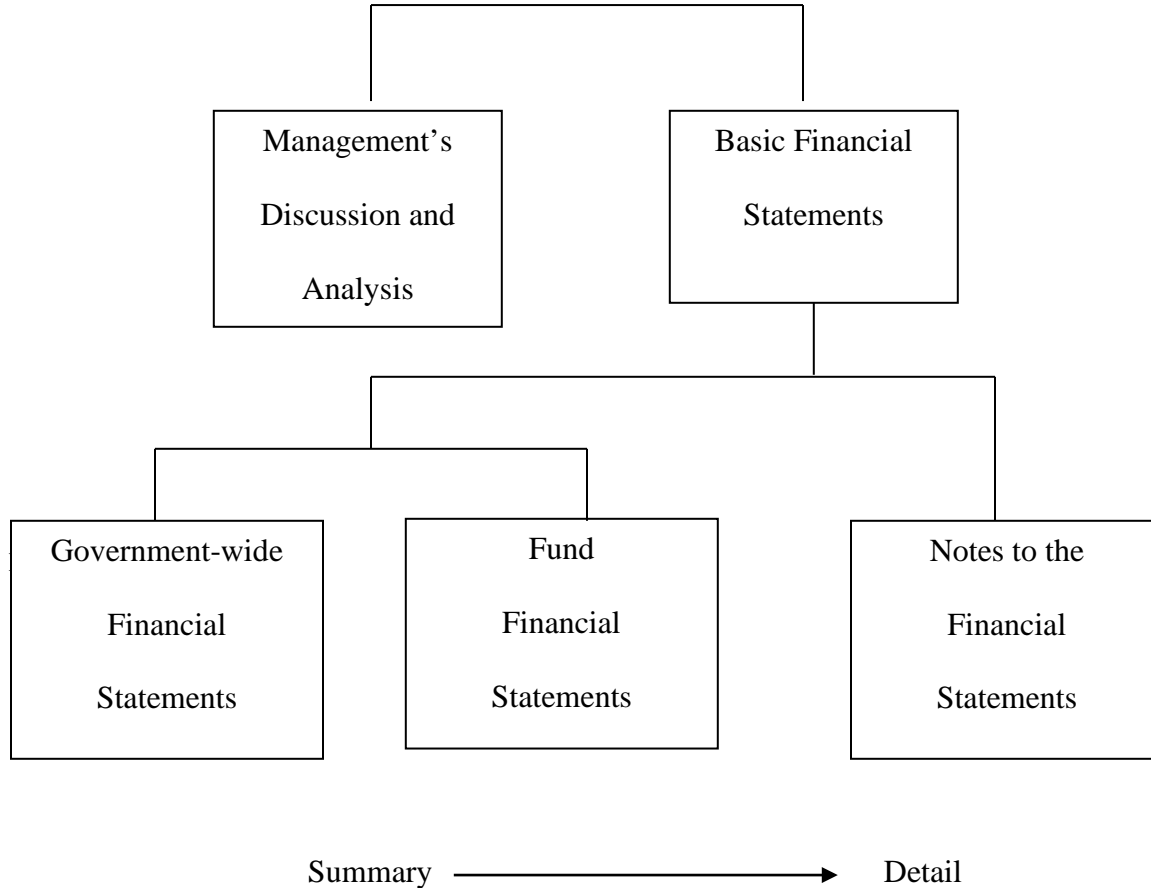 Management’s
Discussion and
Analysis
Basic Financial
Statements
Government-wide
Financial
Statements
Fund
Financial
Statements
Notes to the
Financial
Statements
Summary
Detail